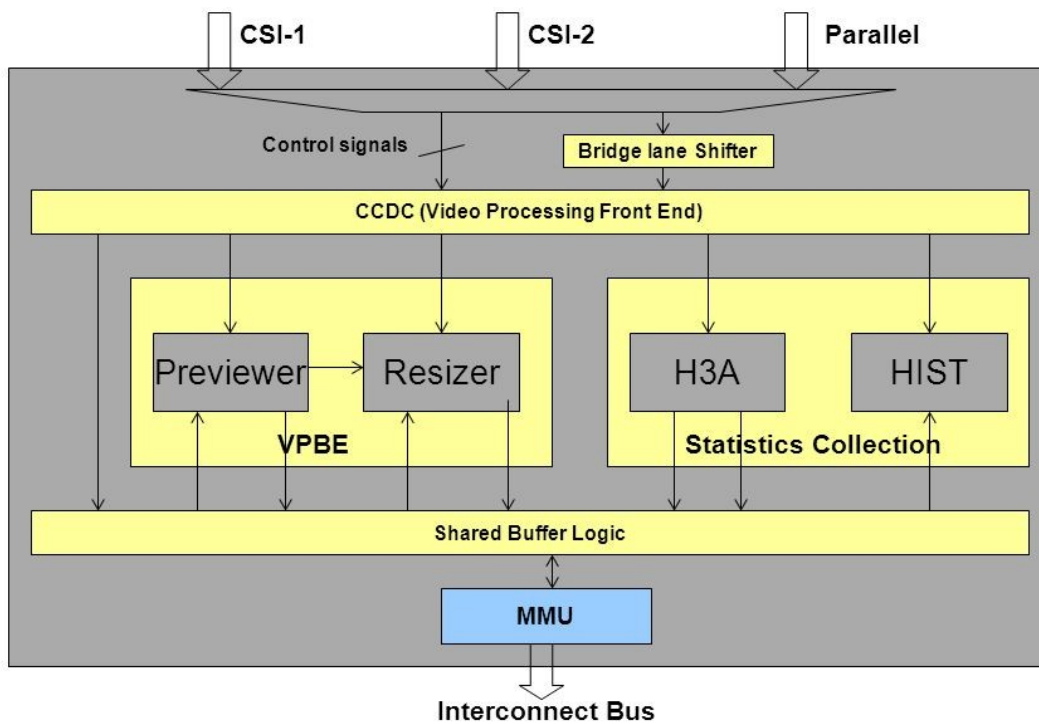 CSI-1
CSI-2
Parallel
Control signals
Bridge lane Shifter
CCDC (Video Processing Front End)
Previewer
Resizer
H3A
HIST
VPBE
Statistics Collection
Shared Buffer Logic
MMU
Interconnect Bus